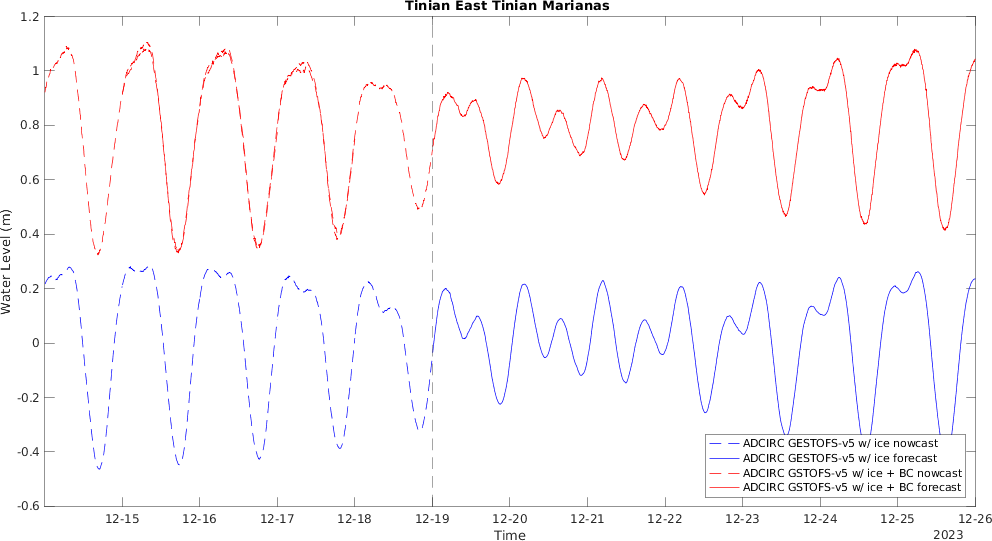 Tinian East Tinian Marianas
1.2
1
0.8
0.6
0.4
0.2
0
-0.2
-0.4
-0.6
Water Level (m)
12-15 12-16 12-17 12-18 12-19 12-20 12-21 12-22 12-23 12-24 12-25 12-26
Time
2023
ADCIRC GESTOFS-v5 w/ ice nowcast
ADCIRC GESTOFS-v5 w/ ice forecast
ADCIRC GSTOFS-v5 w/ ice + BC nowcast
ADCIRC GSTOFS-v5 w/ ice + BC forecast